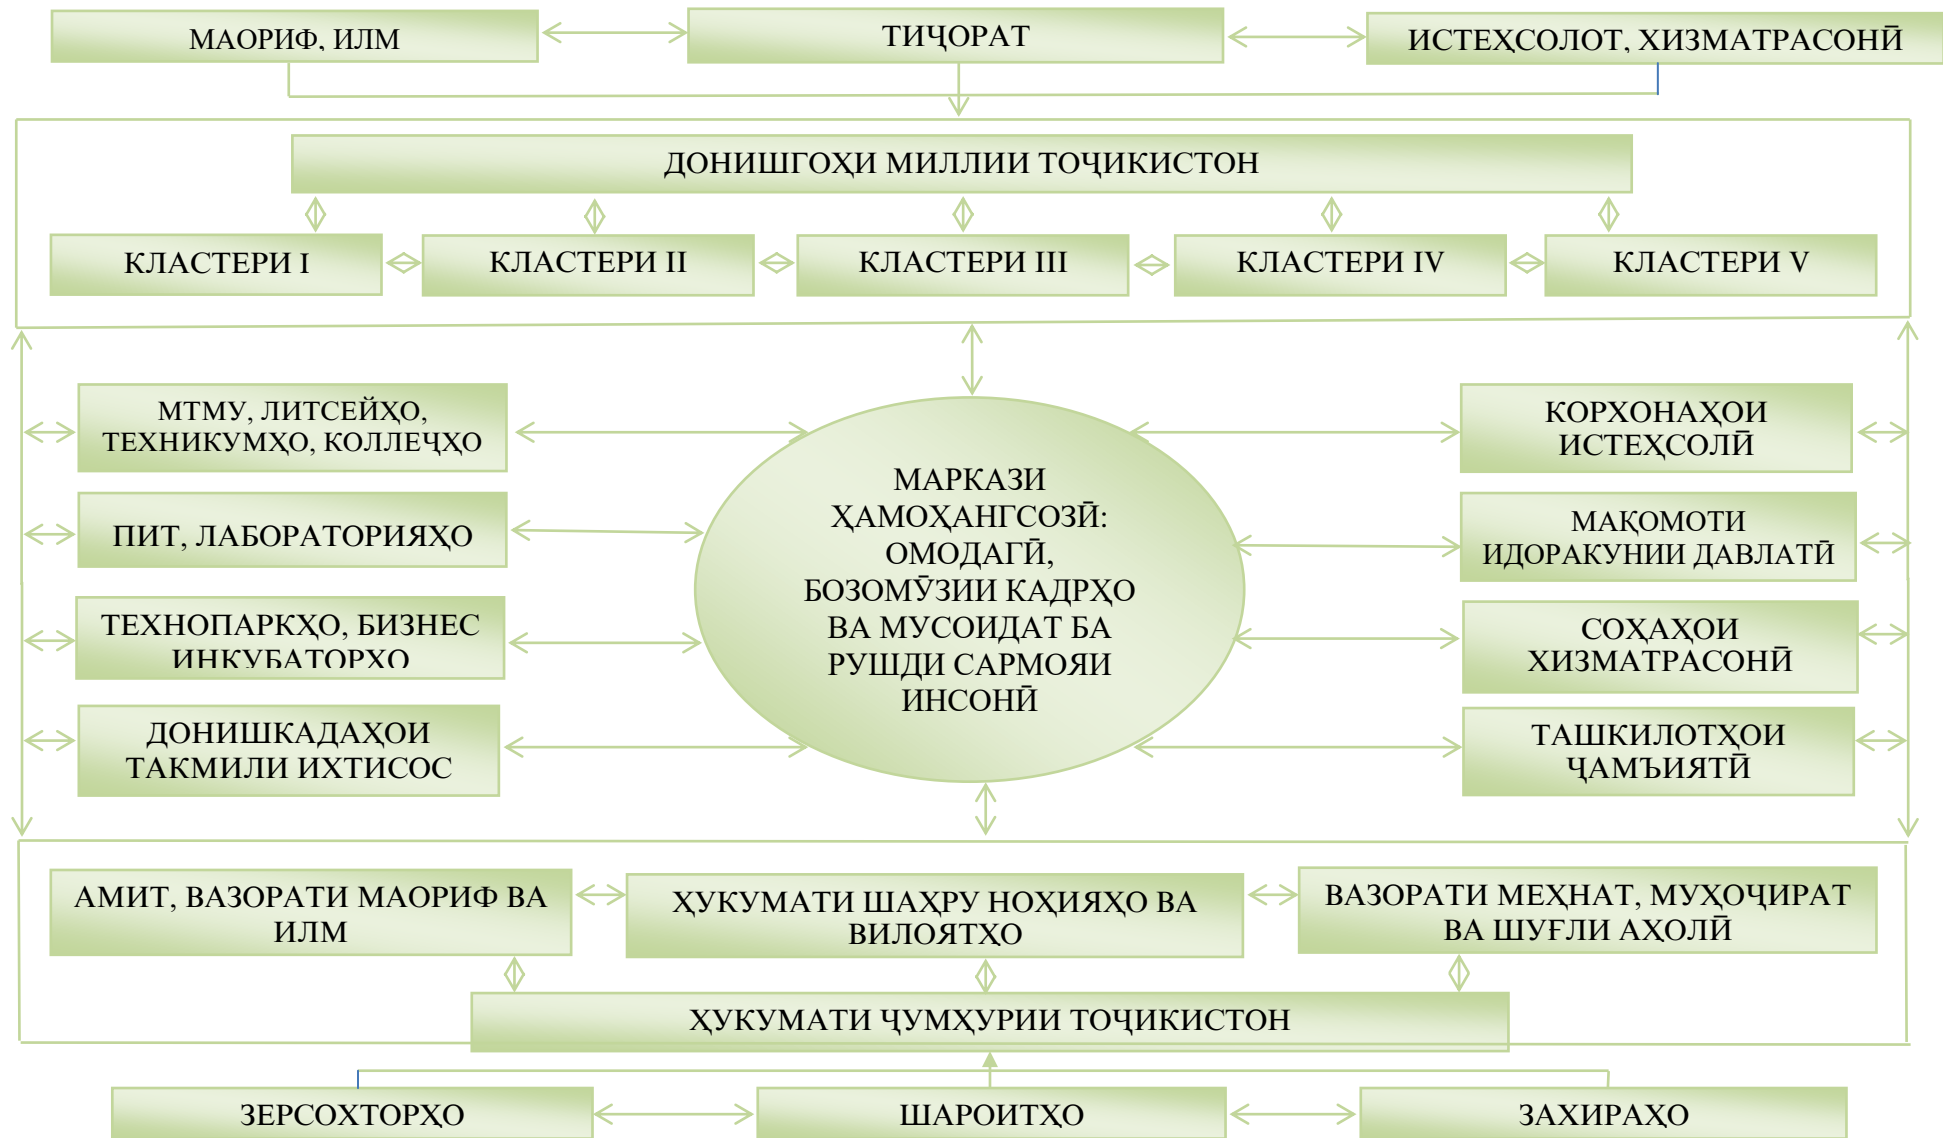 МАОРИФ, ИЛМ
ТИҶОРАТ
ИСТЕҲСОЛОТ, ХИЗМАТРАСОНӢ
ДОНИШГОҲИ МИЛЛИИ ТОҶИКИСТОН
КЛАСТЕРИ I
КЛАСТЕРИ II
КЛАСТЕРИ III
КЛАСТЕРИ IV
КЛАСТЕРИ V
МТМУ, ЛИТСЕЙҲО,
ТЕХНИКУМҲО, КОЛЛЕҶҲО
ПИТ, ЛАБОРАТОРИЯҲО
ТЕХНОПАРКҲО, БИЗНЕС
ИНКУБАТОРҲО
ДОНИШКАДАҲОИ
ТАКМИЛИ ИХТИСОС
МАРКАЗИ
ҲАМОҲАНГСОЗӢ:
ОМОДАГӢ,
БОЗОМӮЗИИ КАДРҲО
ВА МУСОИДАТ БА
РУШДИ САРМОЯИ
ИНСОНӢ
КОРХОНАҲОИ
ИСТЕҲСОЛӢ
МАҚОМОТИ
ИДОРАКУНИИ ДАВЛАТӢ
СОҲАҲОИ
ХИЗМАТРАСОНӢ
ТАШКИЛОТҲОИ
ҶАМЪИЯТӢ
АМИТ, ВАЗОРАТИ МАОРИФ ВА
ИЛМ
ҲУКУМАТИ ШАҲРУ НОҲИЯҲО ВА
ВИЛОЯТҲО
ВАЗОРАТИ МЕҲНАТ, МУҲОҶИРАТ
ВА ШУҒЛИ АҲОЛӢ
ҲУКУМАТИ ҶУМҲУРИИ ТОҶИКИСТОН
ЗЕРСОХТОРҲО
ШАРОИТҲО
ЗАХИРАҲО